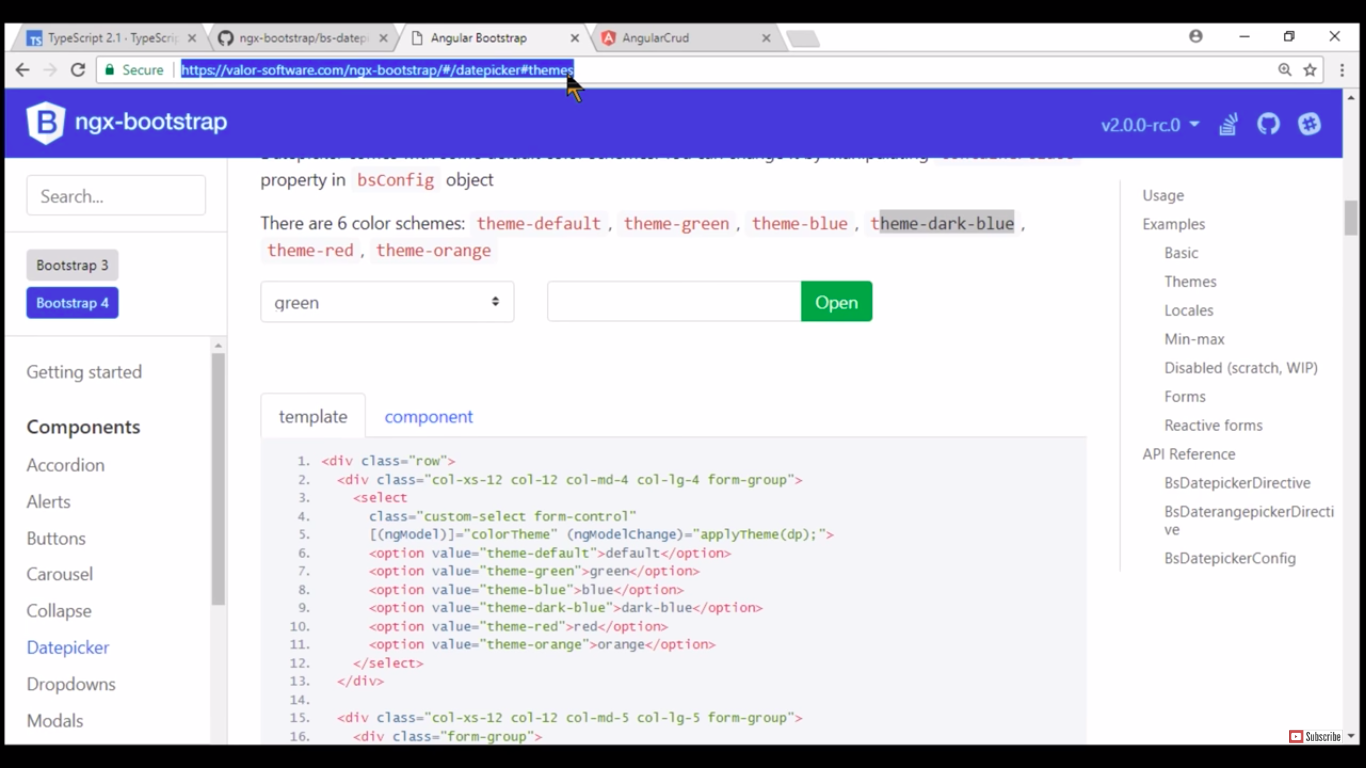 TypeScript 2.1 · TypeScrip
ngx-bootstrap/bs-datepi
Angular Bootstrap
AngularCrud
Secure
https://valor-software.com/ngx-bootstrap/#/datepicker#themes
B
ngx-bootstrap
v2.0.0-rc.0
Search...
Bootstrap 3
Bootstrap 4
Getting started
Components
Accordion
Alerts
Buttons
Carousel
Collapse
Datepicker
Dropdowns
Modals
property in bsConfig object
There are 6 color schemes: theme-default , theme-green , theme-blue , theme-dark-blue ,
theme-red , theme-orange
green
Open
template
component
1. <div class="row">
2. <div class="col-xs-12 col-12 col-md-4 col-lg-4 form-group">
3. <select
4. class="custom-select form-control"
5. [(ngModel)]="colorTheme" (ngModelChange)="applyTheme(dp);">
6. <option value="theme-default">default</option>
7. <option value="theme-green">green</option>
8. <option value="theme-blue">blue</option>
9. <option value="theme-dark-blue">dark-blue</option>
10. <option value="theme-red">red</option>
11. <option value="theme-orange">orange</option>
12. </select>
13. </div>
14.
15. <div class="col-xs-12 col-12 col-md-5 col-lg-5 form-group">
16. <div class="form-group">
Usage
Examples
Basic
Themes
Locales
Min-max
Disabled (scratch, WIP)
Forms
Reactive forms
API Reference
BsDatepickerDirective
BsDaterangepickerDirecti
ve
BsDatepickerConfig
Subscribe